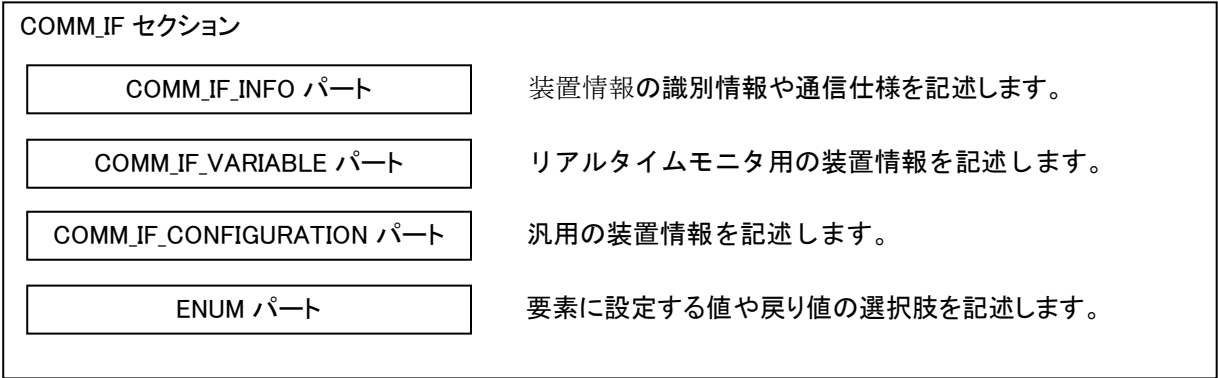 COMM_IF セクション
COMM_IF_INFO パート 装置情報の識別情報や通信仕様を記述します。
COMM_IF_VARIABLE パート リアルタイムモニタ用の装置情報を記述します。
COMM_IF_CONFIGURATION パート 汎用の装置情報を記述します。
ENUM パート 要素に設定する値や戻り値の選択肢を記述します。